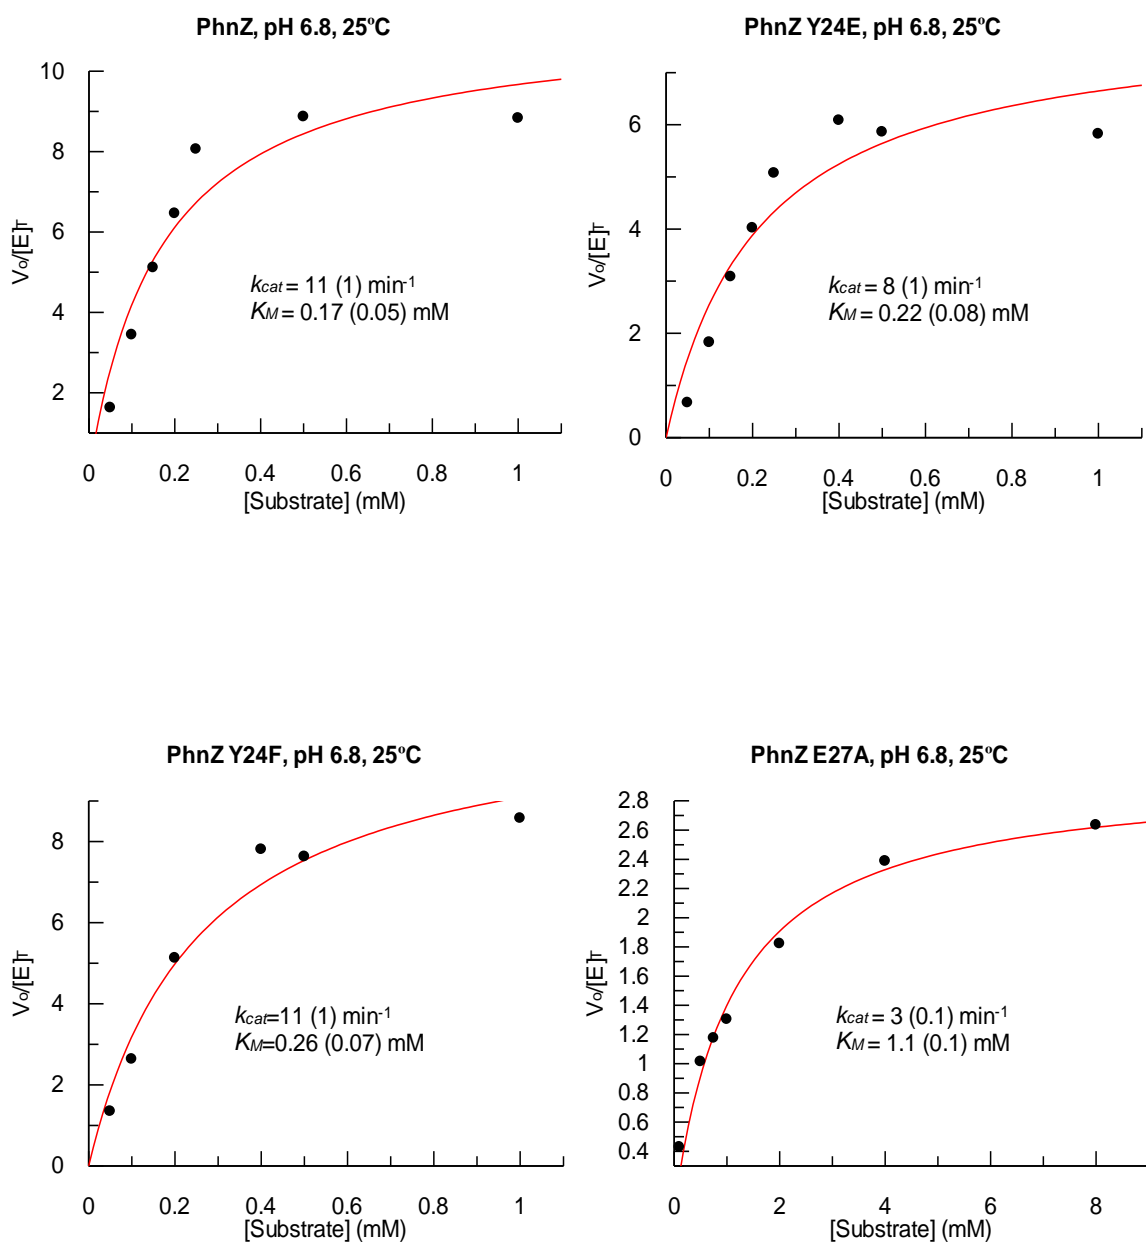 PhnZ, pH 6.8, 25ºC
10
8
6
4
2
V₀/[E]ᴛ
k꜀ₐₜ = 11 (1) min⁻¹
Kᴍ = 0.17 (0.05) mM
0 0.2 0.4 0.6 0.8 1
[Substrate] (mM)
PhnZ Y24E, pH 6.8, 25ºC
6
4
2
0
V₀/[E]ᴛ
kcat = 8 (1) min⁻¹
KM = 0.22 (0.08) mM
0 0.2 0.4 0.6 0.8 1
[Substrate] (mM)
PhnZ Y24F, pH 6.8, 25ºC
8
6
4
2
0
V₀/[E]ᴛ
kcat=11 (1) min⁻¹
KM=0.26 (0.07) mM
0 0.2 0.4 0.6 0.8 1
[Substrate] (mM)
PhnZ E27A, pH 6.8, 25ºC
2.8
2.6
2.4
2.2
2
1.8
1.6
1.4
1.2
1
0.8
0.6
0.4
V₀/[E]ᴛ
kcat = 3 (0.1) min⁻¹
KM = 1.1 (0.1) mM
0 2 4 6 8
[Substrate] (mM)